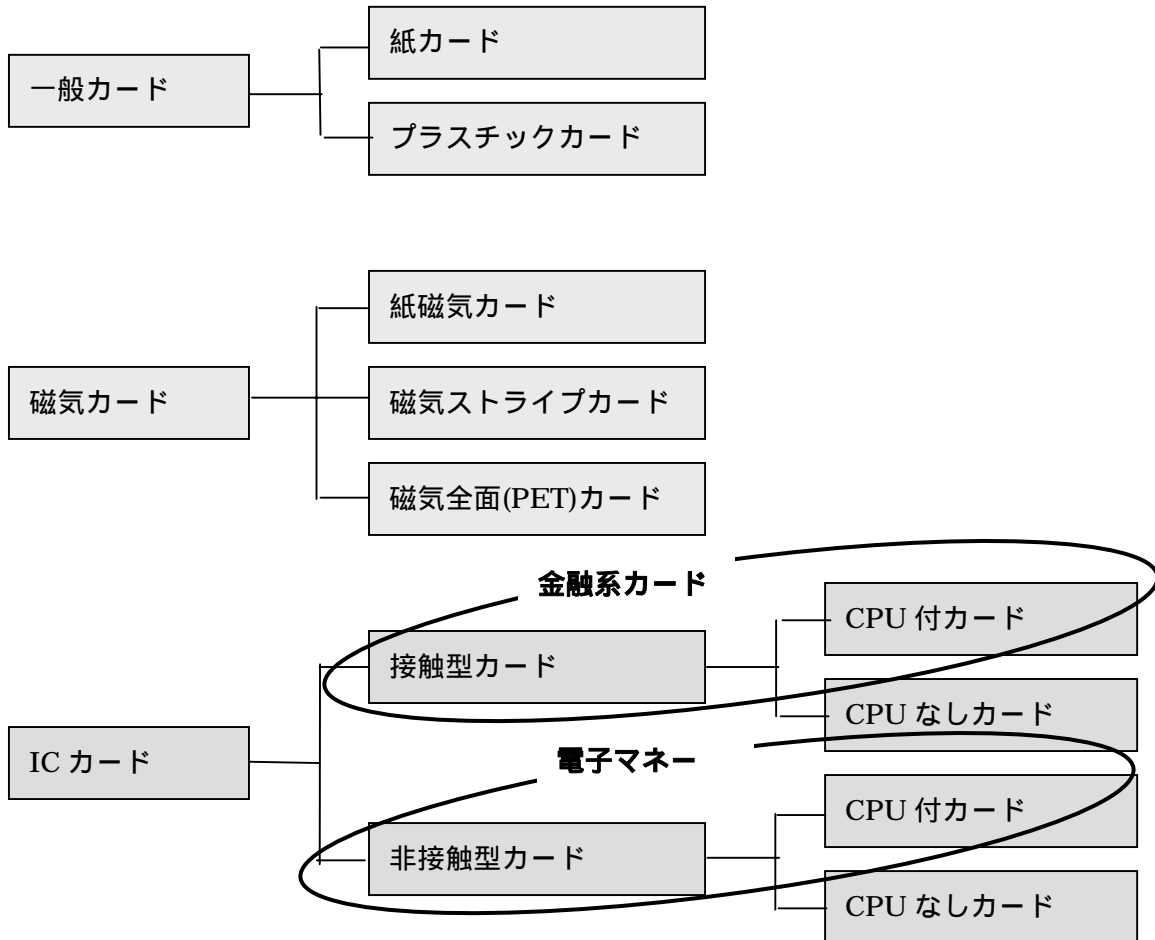 一般カード
紙カード
プラスチックカード
磁気カード
紙磁気カード
磁気ストライプカード
磁気全面(PET)カード
IC カード
金融系カード
接触型カード
CPU 付カード
CPU なしカード
電子マネー
非接触型カード
CPU 付カード
CPU なしカード